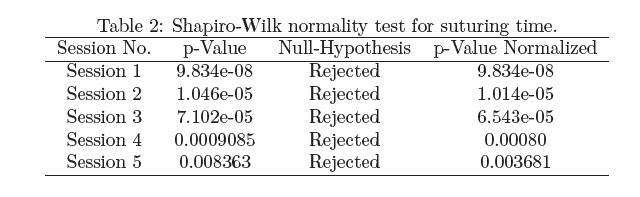 Table 2: Shapiro-Wilk normality test for suturing time.
Session No. p-Value Null-Hypothesis p-Value Normalized
Session 1 9.834e-08 Rejected 9.834e-08
Session 2 1.046e-05 Rejected 1.014e-05
Session 3 7.102e-05 Rejected 6.543e-05
Session 4 0.0009085 Rejected 0.00080
Session 5 0.008363 Rejected 0.003681